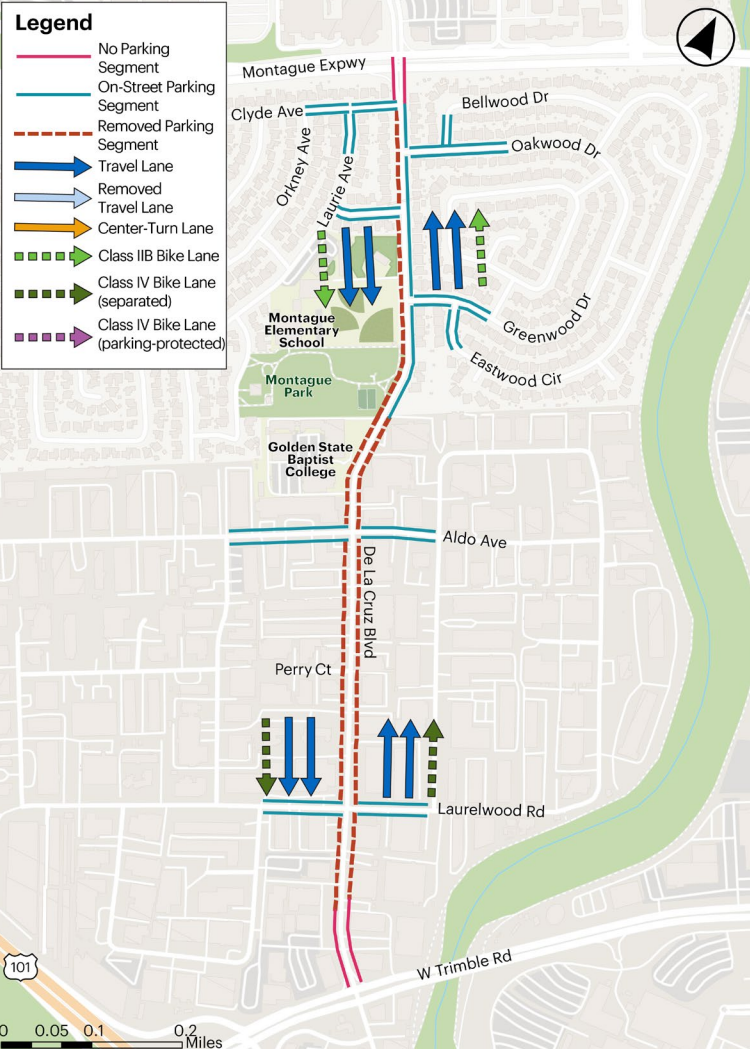 Legend
No Parking
Segment
On-Street Parking
Segment
Removed Parking
Segment
Travel Lane
Removed
Travel Lane
Center-Turn Lane
Class IIB Bike Lane
Class IV Bike Lane
(separated)
Class IV Bike Lane
(parking-protected)
Montague Expwy
Clyde Ave
Bellwood Dr
Oakwood Dr
Orkney Ave
Laurie Ave
Greenwood Dr
Eastwood Cir
Montague
Elementary
School
Montague
Park
Golden State
Baptist
College
Aldo Ave
De La Cruz Blvd
Perry Ct
Laurelwood Rd
W Trimble Rd
101
0 0.05 0.1 0.2
Miles